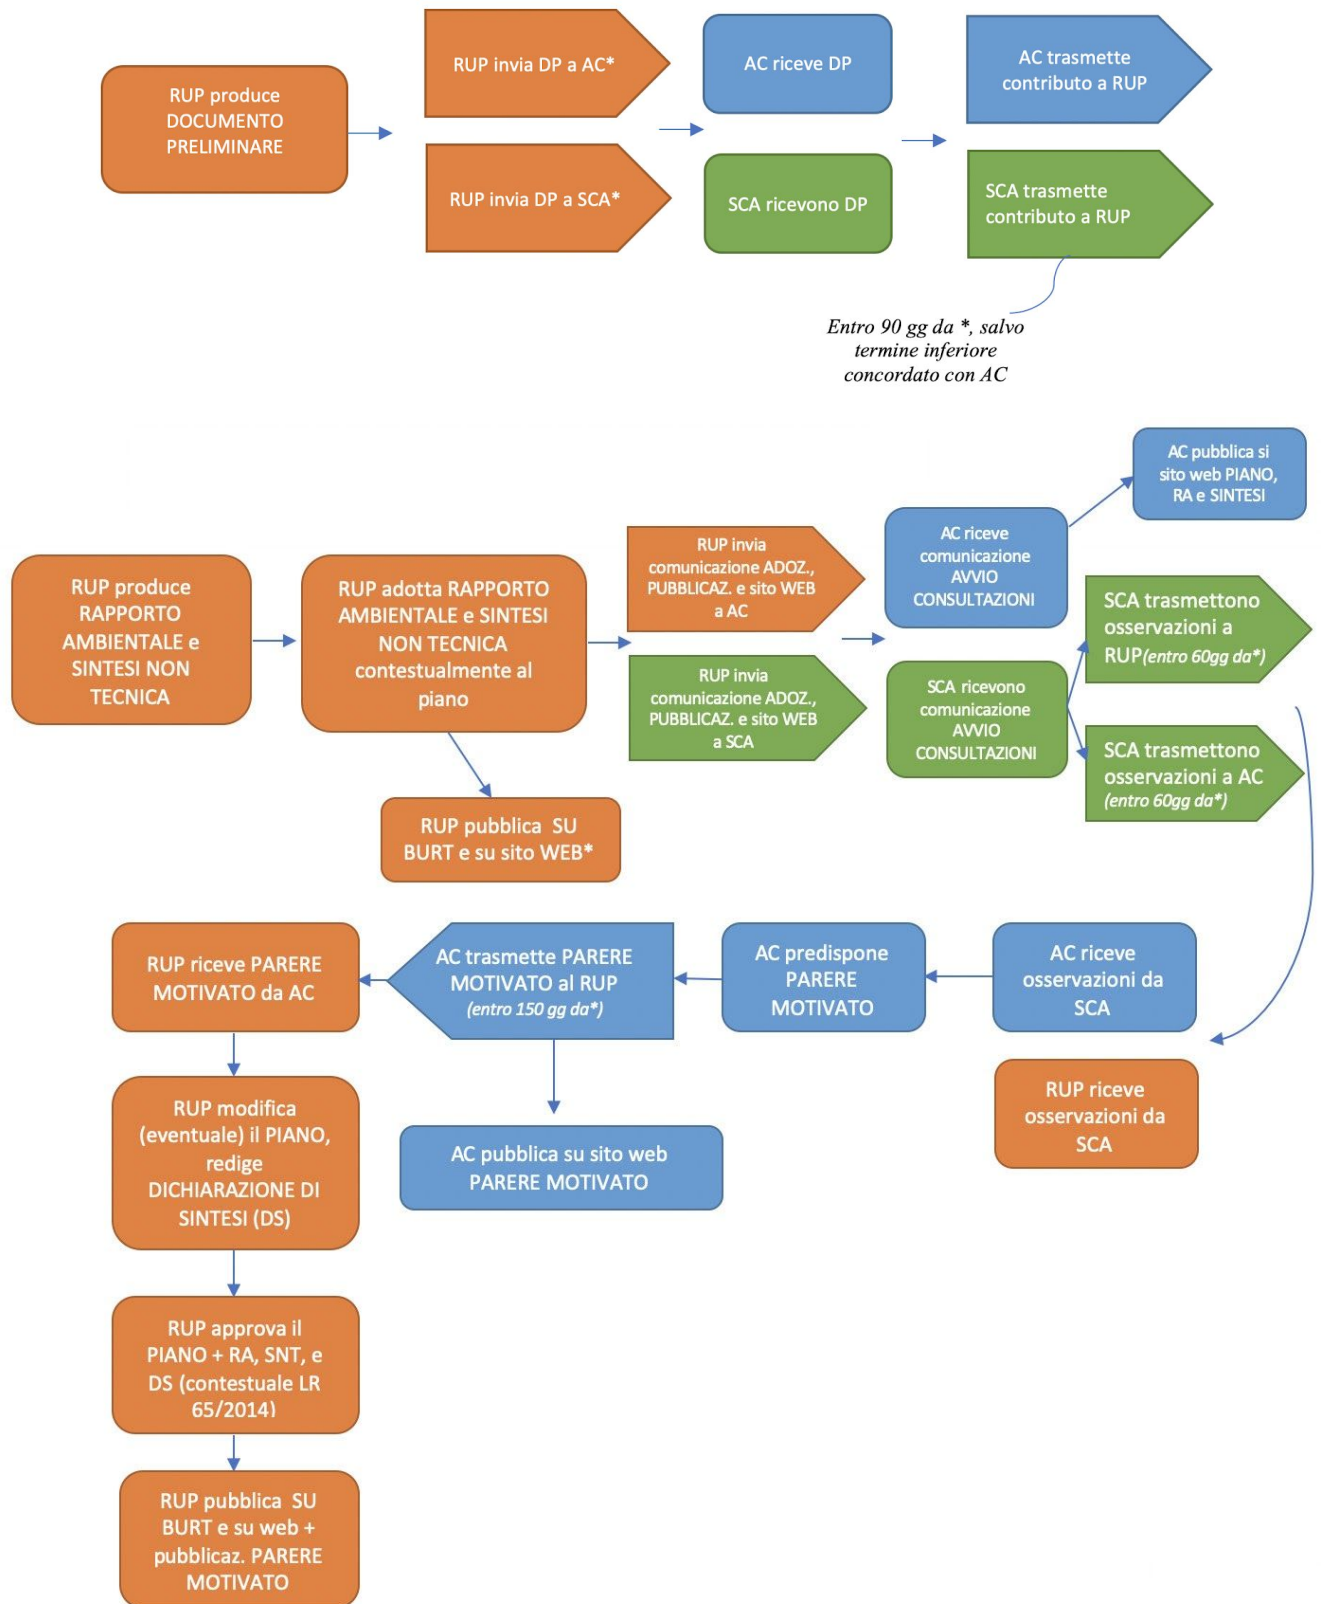 RUP produce
DOCUMENTO
PRELIMINARE
RUP invia DP a AC*
AC riceve DP
AC trasmette
contributo a RUP
RUP invia DP a SCA*
SCA ricevono DP
SCA trasmette
contributo a RUP
Entro 90 gg da *, salvo
termine inferiore
concordato con AC
RUP produce
RAPPORTO
AMBIENTALE e
SINTESI NON
TECNICA
RUP adotta RAPPORTO
AMBIENTALE e SINTESI
NON TECNICA
contestualmente al
piano
RUP pubblica SU
BURT e su sito WEB*
RUP invia
comunicazione ADOZ.,
PUBBLICAZ. e sito WEB
a AC
RUP invia
comunicazione ADOZ.,
PUBBLICAZ. e sito WEB
a SCA
AC riceve
comunicazione
AVVIO
CONSULTAZIONI
SCA ricevono
comunicazione
AVVIO
CONSULTAZIONI
AC pubblica si
sito web PIANO,
RA e SINTESI
SCA trasmettono
osservazioni a
RUP(entro 60gg da*)
SCA trasmettono
osservazioni a AC
(entro 60gg da*)
AC riceve
osservazioni da
SCA
RUP riceve
osservazioni da
SCA
AC predispone
PARERE
MOTIVATO
AC trasmette PARERE
MOTIVATO al RUP
(entro 150 gg da*)
AC pubblica su sito web
PARERE MOTIVATO
RUP riceve PARERE
MOTIVATO da AC
RUP modifica
(eventuale) il PIANO,
redige
DICHIARAZIONE DI
SINTESI (DS)
RUP approva il
PIANO + RA, SNT, e
DS (contestuale LR
65/2014)
RUP pubblica SU
BURT e su web +
pubblicaz. PARERE
MOTIVATO